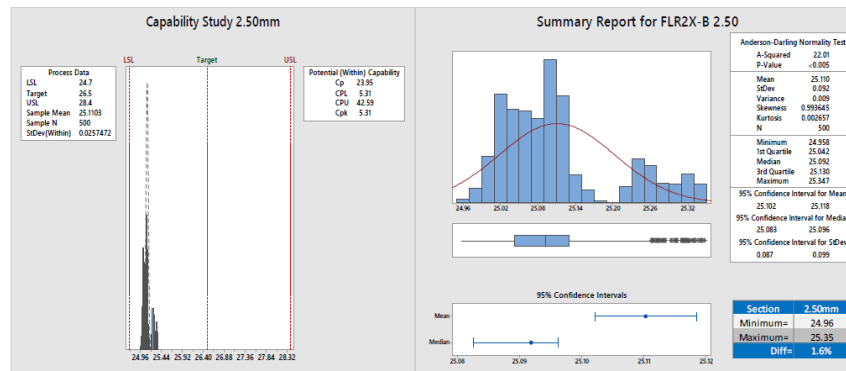 Capability Study 2.50mm
LSL Target USL
Process Data
LSL 24.7
Target 26.5
USL 28.4
Sample Mean 25.1103
Sample N 500
StDev(Within) 0.0257472
Potential (Within) Capability
Cp 23.95
CPL 5.31
CPU 42.59
Cpk 5.31
24.96 25.44 25.92 26.40 26.88 27.36 27.84 28.32
Summary Report for FLR2X-B 2.50
24.96 25.02 25.08 25.14 25.20 25.26 25.32
95% Confidence Intervals
Mean
Median
25.08 25.09 25.10 25.11 25.12
Anderson-Darling Normality Test
A-Squared 22.01
P-Value <0.005
Mean 25.110
StDev 0.092
Variance 0.009
Skewness 0.993645
Kurtosis 0.002657
N 500
Minimum 24.958
1st Quartile 25.042
Median 25.092
3rd Quartile 25.130
Maximum 25.347
95% Confidence Interval for Mean
25.102 25.118
95% Confidence Interval for Media
25.083 25.096
95% Confidence Interval for StDev
0.087 0.099
Section 2.50mm
Minimum= 24.96
Maximum= 25.35
Diff= 1.6%